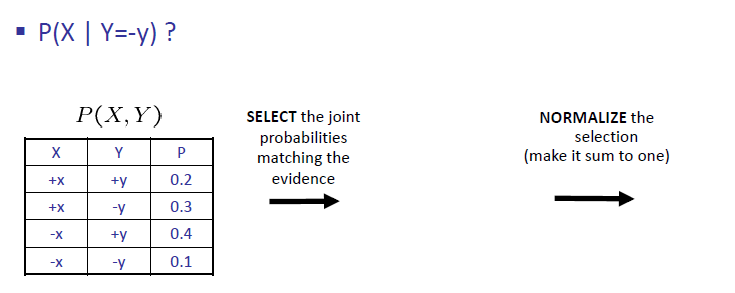 ▪ P(X | Y=-y) ?
P(X, Y)
X Y P
+x +y 0.2
+x -y 0.3
-x +y 0.4
-x -y 0.1
SELECT the joint
probabilities
matching the
evidence
NORMALIZE the
selection
(make it sum to one)